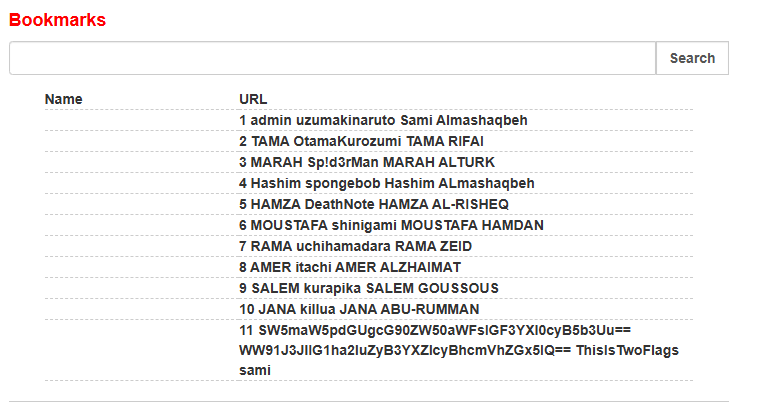 Bookmarks
Search
Name URL
1 admin uzumakinaruto Sami Almashaqbeh
2 TAMA OtamaKurozumi TAMA RIFAI
3 MARAH Sp!d3rMan MARAH ALTURK
4 Hashim spongebob Hashim ALmashaqbeh
5 HAMZA DeathNote HAMZA AL-RISHEQ
6 MOUSTAFA shinigami MOUSTAFA HAMDAN
7 RAMA uchihamadara RAMA ZEID
8 AMER itachi AMER ALZHAIMAT
9 SALEM kurapika SALEM GOUSSOUS
10 JANA killua JANA ABU-RUMMAN
11 SW5maW5pdGUgcG90ZW50aWFsIGF3YXl0cyB5b3Uu==
WW91J3JlIG1ha2luZyB3YXZlcyBhcmVhZGx5IQ== ThisIsTwoFlags
sami